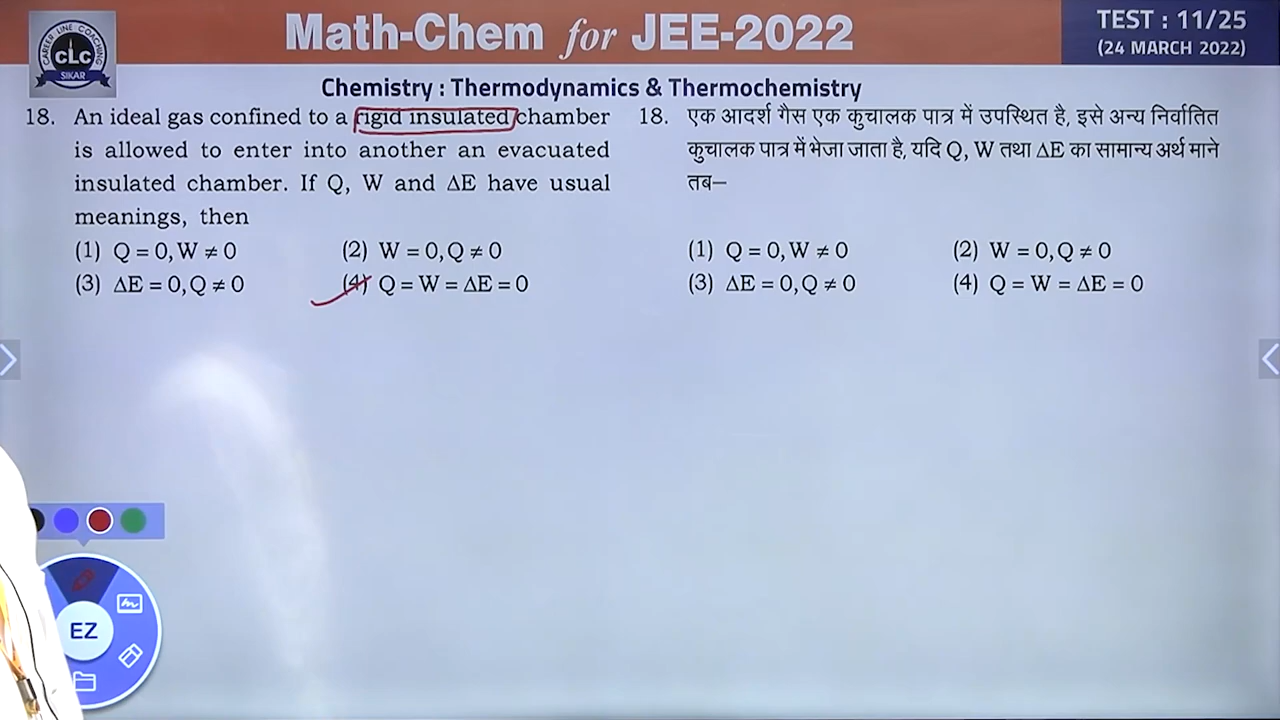 CAREER LINE COACHING
CLC
SIKAR
Math-Chem for JEE-2022
TEST : 11/25
(24 MARCH 2022)
Chemistry : Thermodynamics & Thermochemistry
18. An ideal gas confined to a rigid insulated chamber
is allowed to enter into another an evacuated
insulated chamber. If Q, W and ΔE have usual
meanings, then
(1) Q = 0, W ≠ 0 (2) W = 0, Q ≠ 0
(3) ΔE = 0, Q ≠ 0 (4) Q = W = ΔE = 0
18. एक आदर्श गैस एक कुचालक पात्र में उपस्थित है, इसे अन्य निर्वातित
कुचालक पात्र में भेजा जाता है, यदि Q, W तथा ΔE का सामान्य अर्थ माने
तब–
(1) Q = 0, W ≠ 0 (2) W = 0, Q ≠ 0
(3) ΔE = 0, Q ≠ 0 (4) Q = W = ΔE = 0
EZ